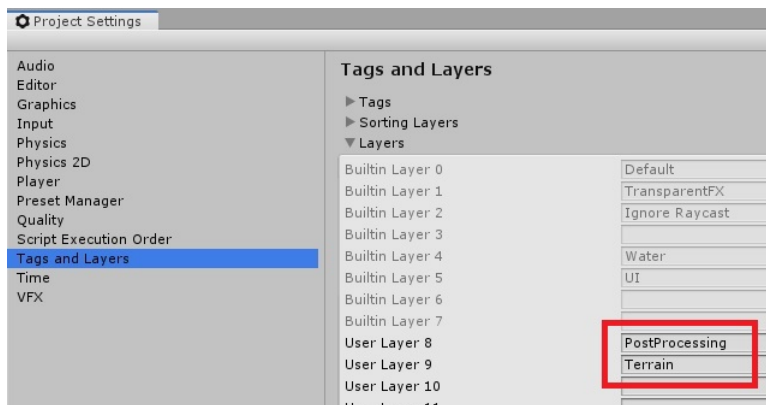 Project Settings
Audio
Editor
Graphics
Input
Physics
Physics 2D
Player
Preset Manager
Quality
Script Execution Order
Tags and Layers
Time
VFX
Tags and Layers
Tags
Sorting Layers
Layers
Builtin Layer 0 Default
Builtin Layer 1 TransparentFX
Builtin Layer 2 Ignore Raycast
Builtin Layer 3
Builtin Layer 4 Water
Builtin Layer 5 UI
Builtin Layer 6
Builtin Layer 7
User Layer 8 PostProcessing
User Layer 9 Terrain
User Layer 10